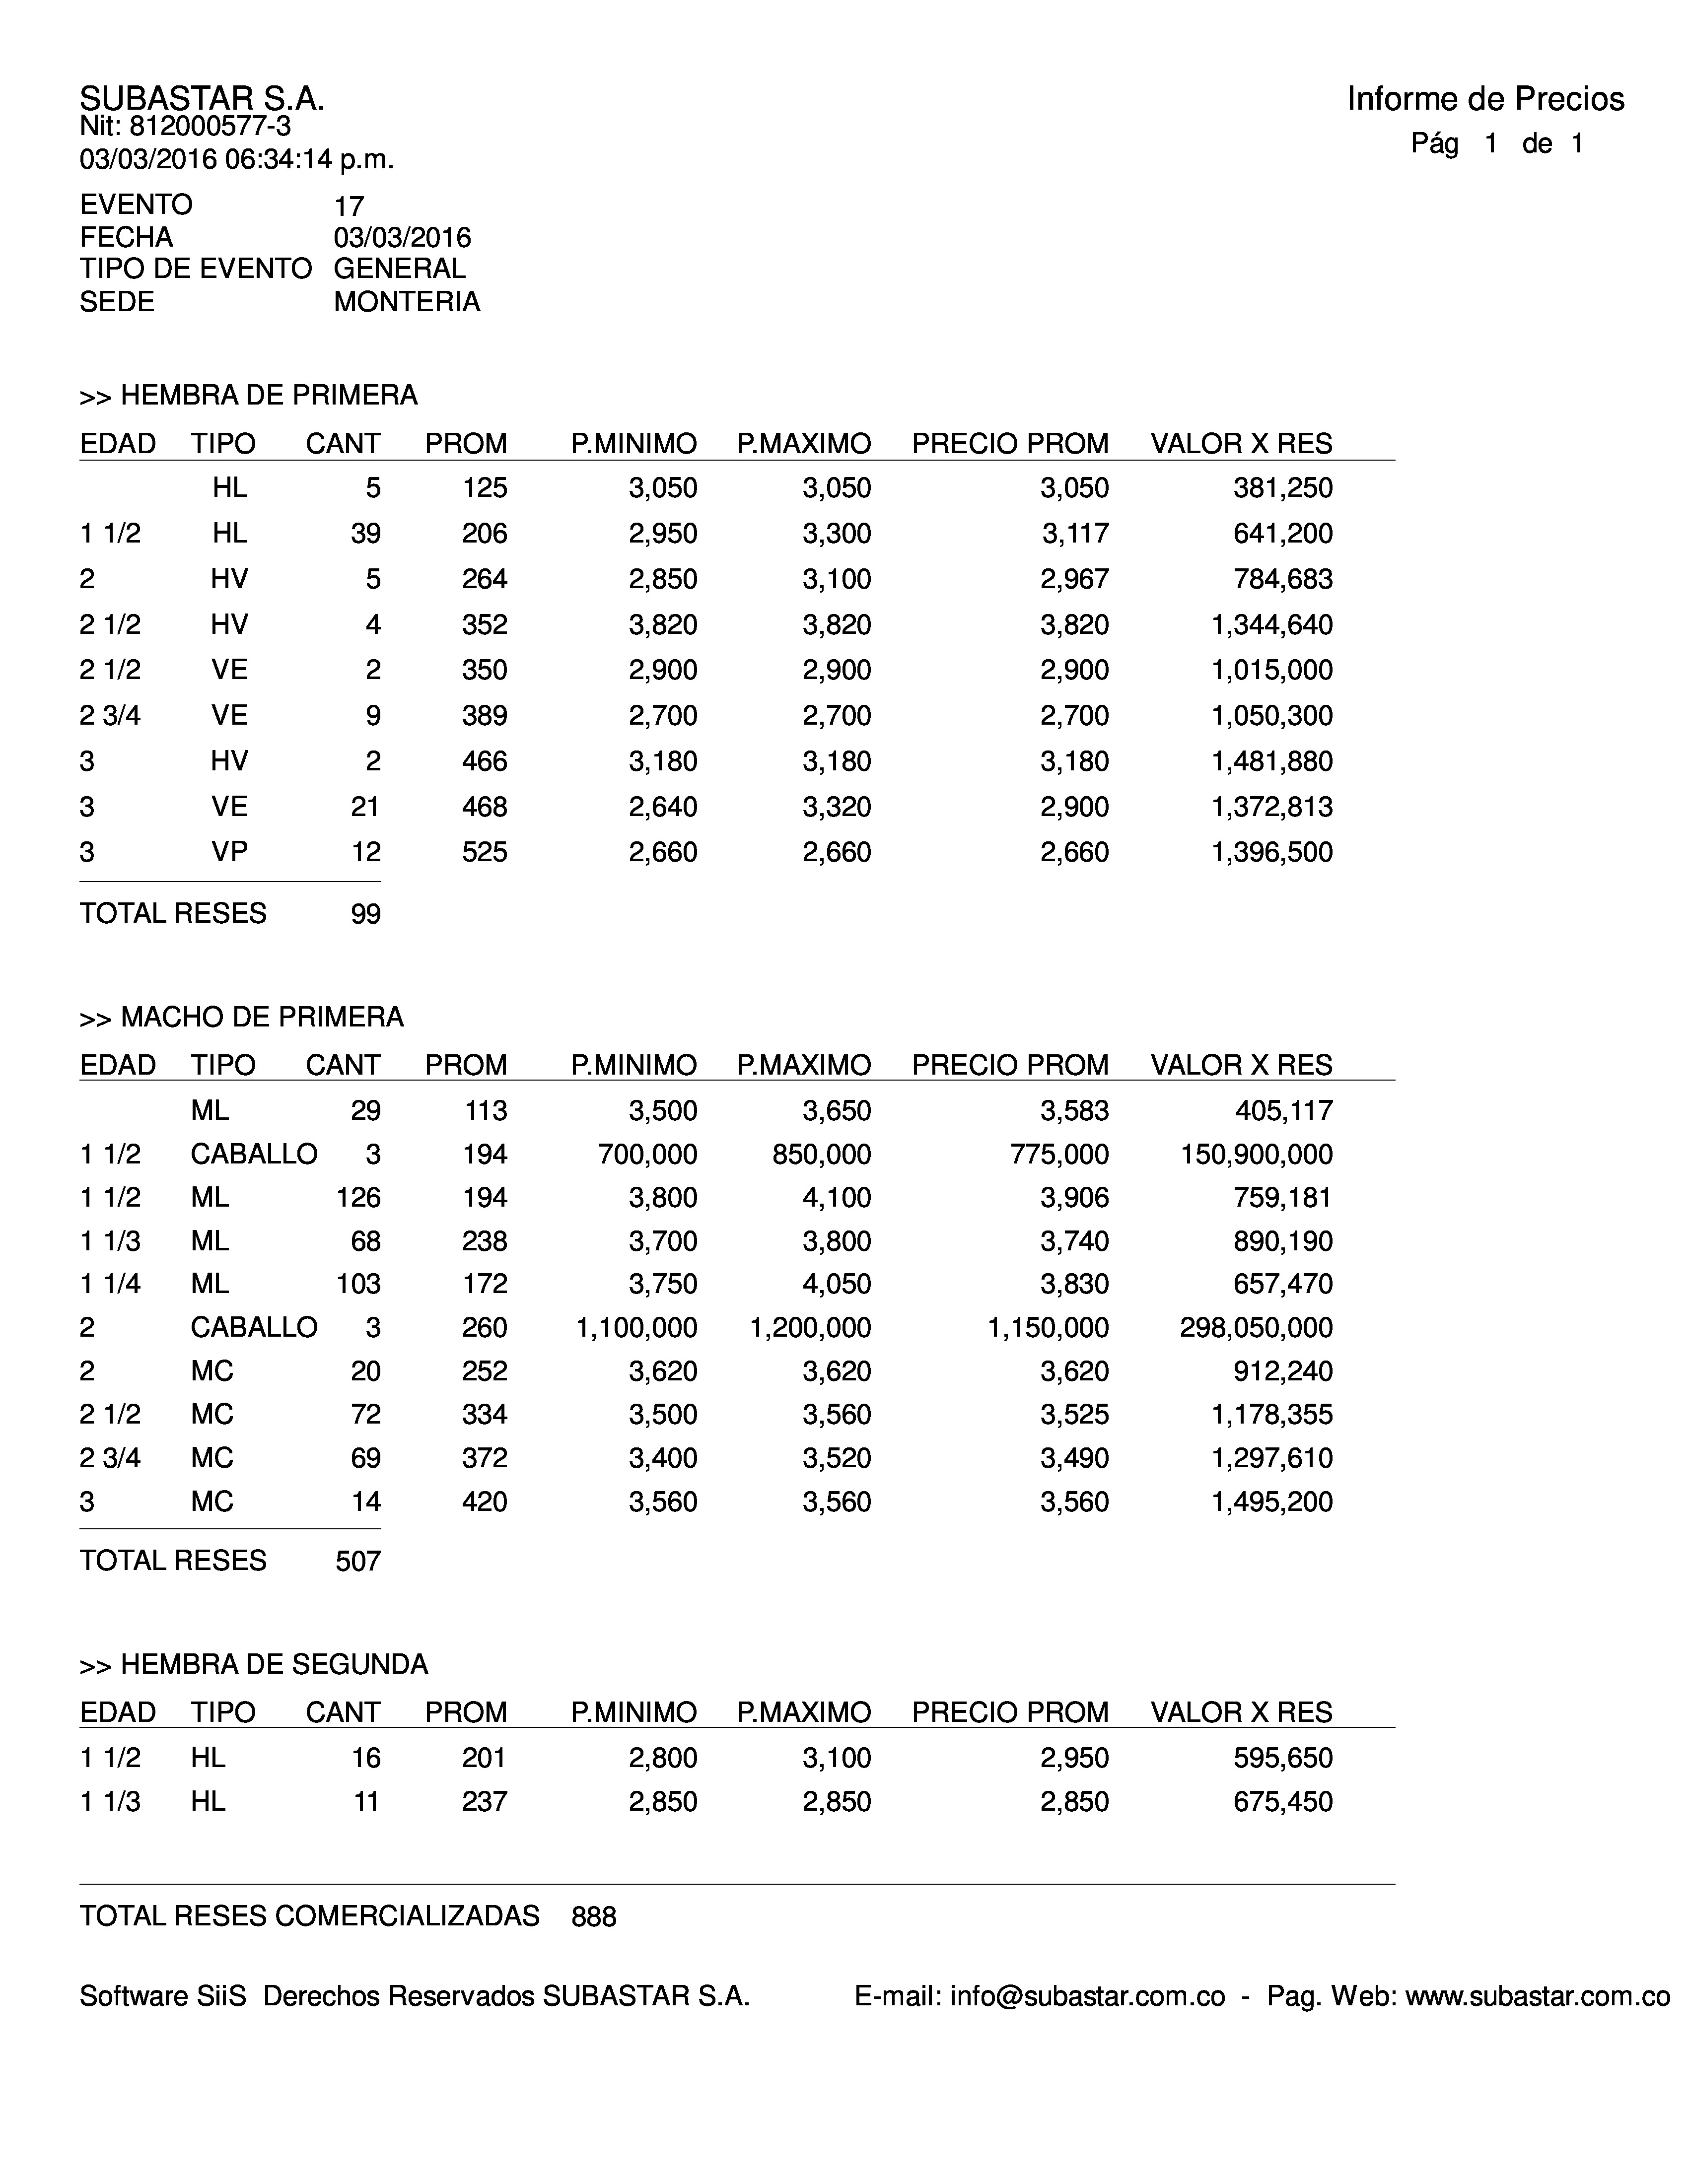 SUBASTAR S.A.
Informe de Precios
Nit: 812000577-3
Pág 1 de 1
03/03/2016 06:34:14 p.m.
EVENTO 17
FECHA 03/03/2016
TIPO DE EVENTO GENERAL
SEDE MONTERIA
>> HEMBRA DE PRIMERA
EDAD TIPO CANT PROM P.MINIMO P.MAXIMO PRECIO PROM VALOR X RES
HL 5 125 3,050 3,050 3,050 381,250
1 1/2 HL 39 206 2,950 3,300 3,117 641,200
2 HV 5 264 2,850 3,100 2,967 784,683
2 1/2 HV 4 352 3,820 3,820 3,820 1,344,640
2 1/2 VE 2 350 2,900 2,900 2,900 1,015,000
2 3/4 VE 9 389 2,700 2,700 2,700 1,050,300
3 HV 2 466 3,180 3,180 3,180 1,481,880
3 VE 21 468 2,640 3,320 2,900 1,372,813
3 VP 12 525 2,660 2,660 2,660 1,396,500
TOTAL RESES 99
>> MACHO DE PRIMERA
EDAD TIPO CANT PROM P.MINIMO P.MAXIMO PRECIO PROM VALOR X RES
ML 29 113 3,500 3,650 3,583 405,117
1 1/2 CABALLO 3 194 700,000 850,000 775,000 150,900,000
1 1/2 ML 126 194 3,800 4,100 3,906 759,181
1 1/3 ML 68 238 3,700 3,800 3,740 890,190
1 1/4 ML 103 172 3,750 4,050 3,830 657,470
2 CABALLO 3 260 1,100,000 1,200,000 1,150,000 298,050,000
2 MC 20 252 3,620 3,620 3,620 912,240
2 1/2 MC 72 334 3,500 3,560 3,525 1,178,355
2 3/4 MC 69 372 3,400 3,520 3,490 1,297,610
3 MC 14 420 3,560 3,560 3,560 1,495,200
TOTAL RESES 507
>> HEMBRA DE SEGUNDA
EDAD TIPO CANT PROM P.MINIMO P.MAXIMO PRECIO PROM VALOR X RES
1 1/2 HL 16 201 2,800 3,100 2,950 595,650
1 1/3 HL 11 237 2,850 2,850 2,850 675,450
TOTAL RESES COMERCIALIZADAS 888
Software SiiS Derechos Reservados SUBASTAR S.A. E-mail: info@subastar.com.co - Pag. Web: www.subastar.com.co